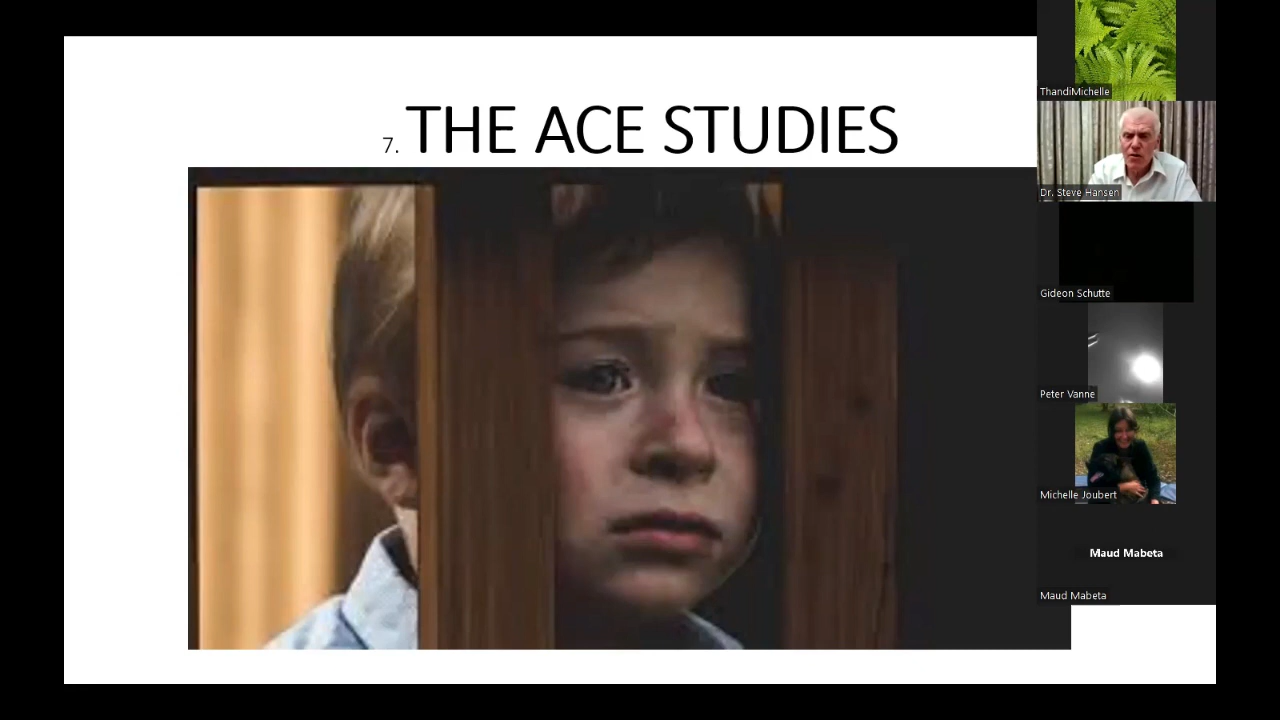 7. THE ACE STUDIES
ThandiMichelle
Dr. Steve Hansen
Gideon Schutte
Peter Vanne
Michelle Joubert
Maud Mabeta
Maud Mabeta